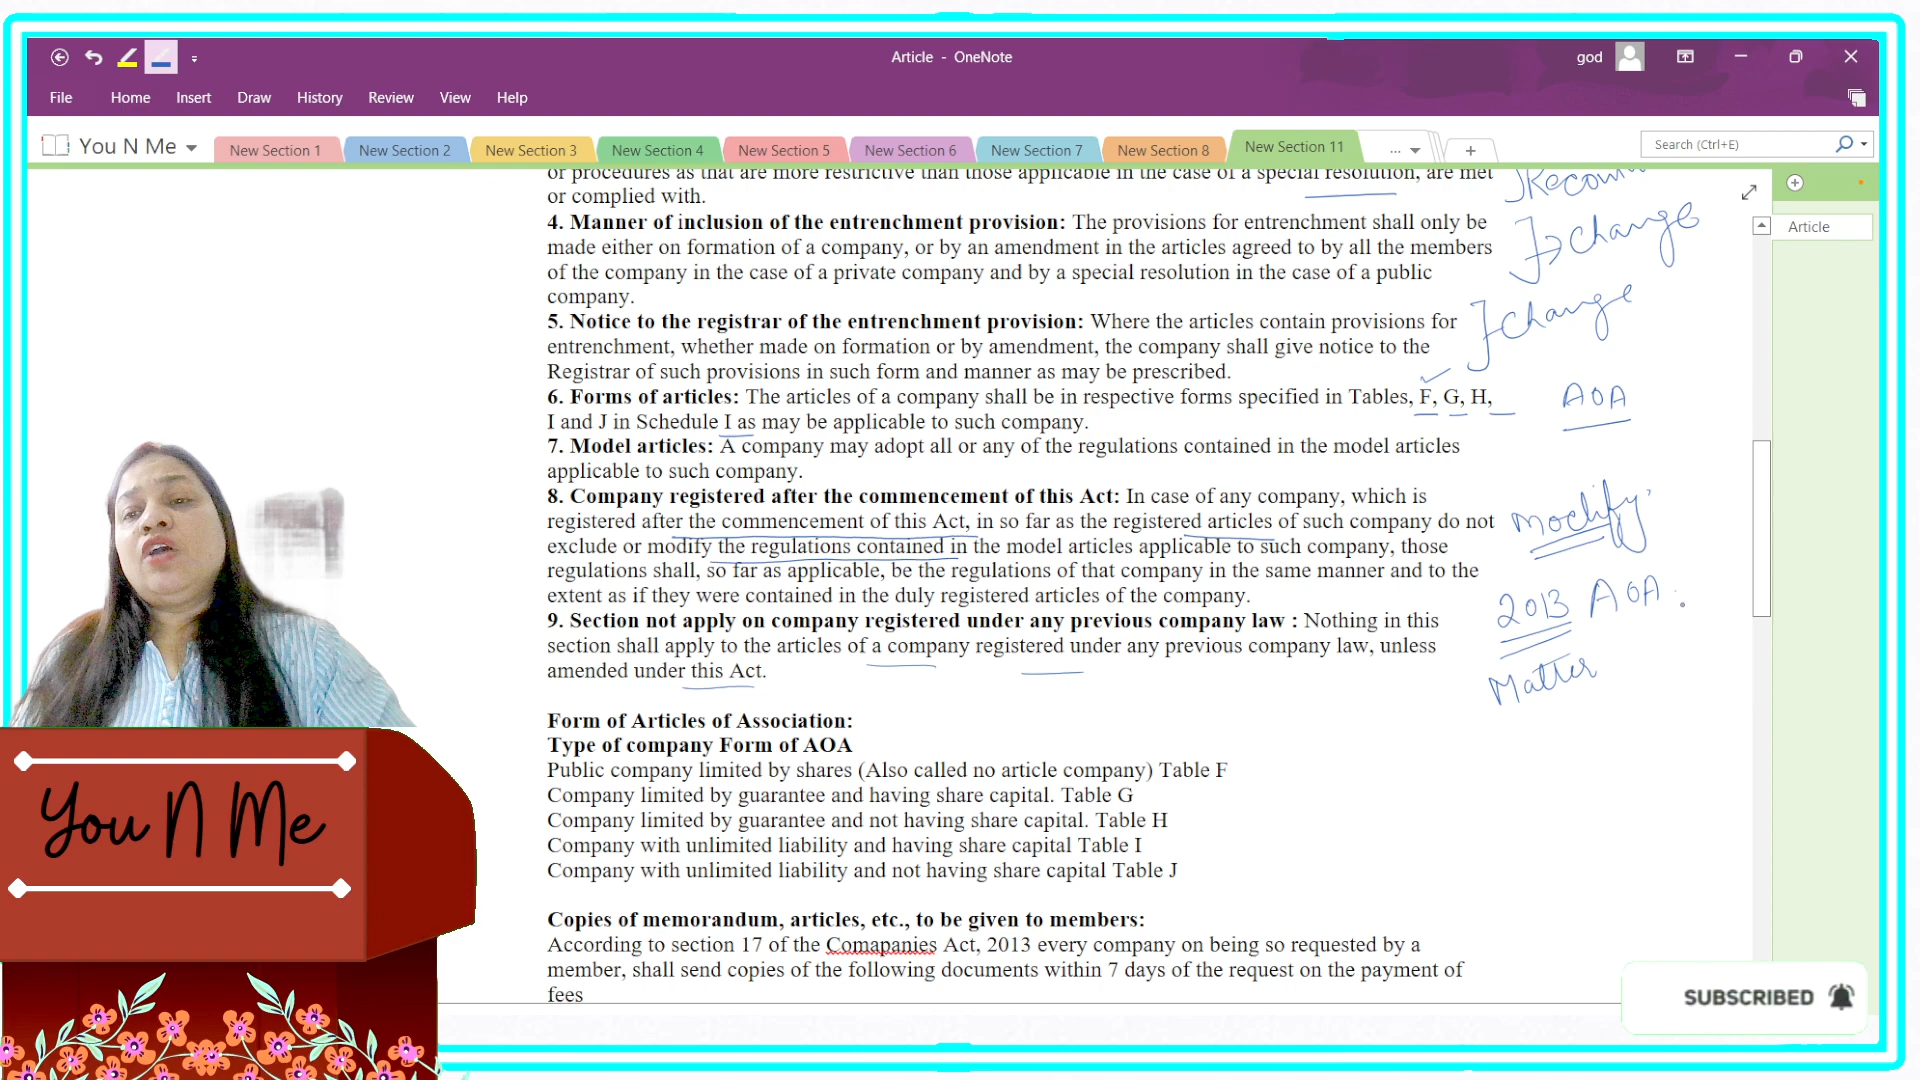 Article - OneNote
god
File Home Insert Draw History Review View Help
You N Me
New Section 1
New Section 2
New Section 3
New Section 4
New Section 5
New Section 6
New Section 7
New Section 8
New Section 11
...
Search (Ctrl+E)
Article
or procedures as that are more restrictive than those applicable in the case of a special resolution, are met
or complied with.
4. Manner of inclusion of the entrenchment provision: The provisions for entrenchment shall only be
made either on formation of a company, or by an amendment in the articles agreed to by all the members
of the company in the case of a private company and by a special resolution in the case of a public
company.
change
5. Notice to the registrar of the entrenchment provision: Where the articles contain provisions for
entrenchment, whether made on formation or by amendment, the company shall give notice to the
Registrar of such provisions in such form and manner as may be prescribed.
change
6. Forms of articles: The articles of a company shall be in respective forms specified in Tables, F, G, H,
I and J in Schedule I as may be applicable to such company.
AOA
7. Model articles: A company may adopt all or any of the regulations contained in the model articles
applicable to such company.
8. Company registered after the commencement of this Act: In case of any company, which is
registered after the commencement of this Act, in so far as the registered articles of such company do not
exclude or modify the regulations contained in the model articles applicable to such company, those
regulations shall, so far as applicable, be the regulations of that company in the same manner and to the
extent as if they were contained in the duly registered articles of the company.
Modify
2013 AOA
9. Section not apply on company registered under any previous company law : Nothing in this
section shall apply to the articles of a company registered under any previous company law, unless
amended under this Act.
Matter
Form of Articles of Association:
Type of company Form of AOA
Public company limited by shares (Also called no article company) Table F
Company limited by guarantee and having share capital. Table G
Company limited by guarantee and not having share capital. Table H
Company with unlimited liability and having share capital Table I
Company with unlimited liability and not having share capital Table J
Copies of memorandum, articles, etc., to be given to members:
According to section 17 of the Comapanies Act, 2013 every company on being so requested by a
member, shall send copies of the following documents within 7 days of the request on the payment of
fees
You N Me
SUBSCRIBED